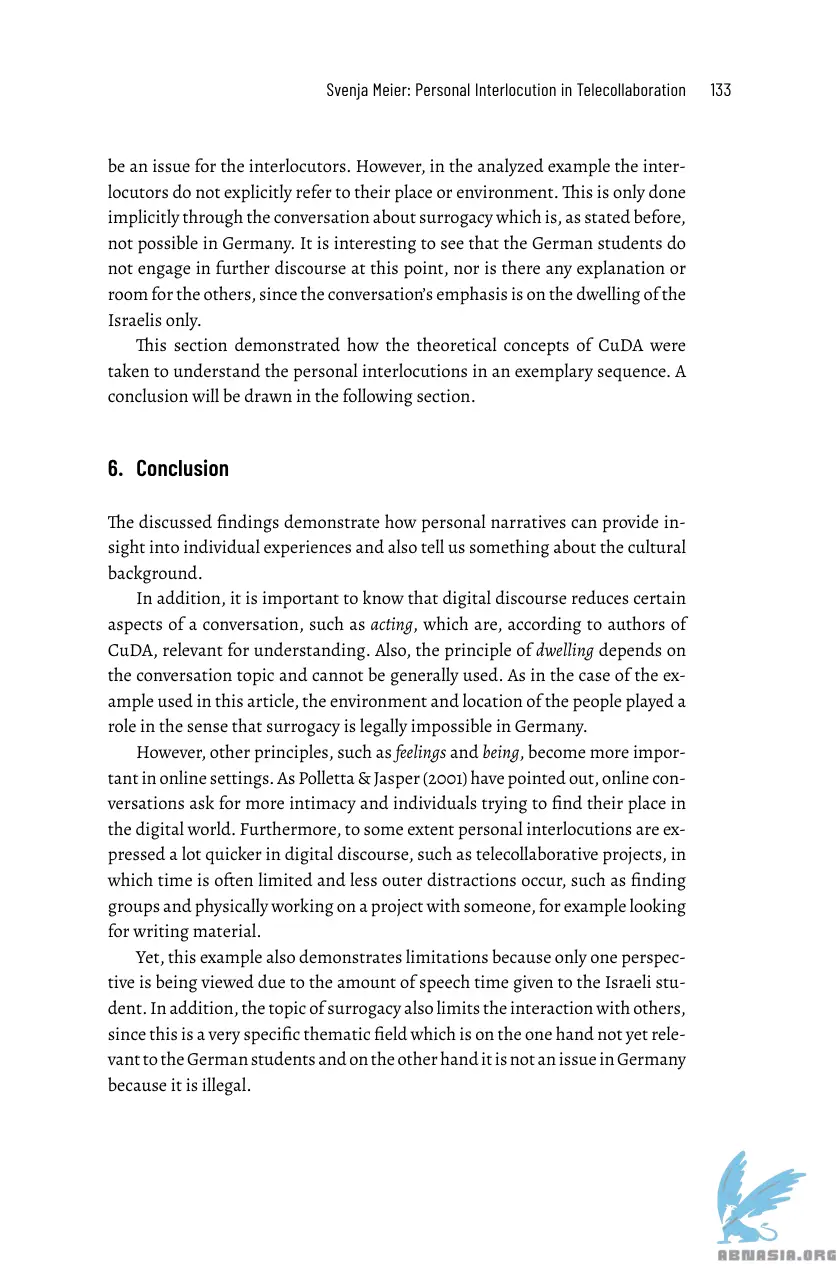 Svenja Meier: Personal Interlocution in Telecollaboration 133
be an issue for the interlocutors. However, in the analyzed example the inter-
locutors do not explicitly refer to their place or environment. This is only done
implicitly through the conversation about surrogacy which is, as stated before,
not possible in Germany. It is interesting to see that the German students do
not engage in further discourse at this point, nor is there any explanation or
room for the others, since the conversation’s emphasis is on the dwelling of the
Israelis only.
This section demonstrated how the theoretical concepts of CuDA were
taken to understand the personal interlocutions in an exemplary sequence. A
conclusion will be drawn in the following section.
6. Conclusion
The discussed findings demonstrate how personal narratives can provide in-
sight into individual experiences and also tell us something about the cultural
background.
In addition, it is important to know that digital discourse reduces certain
aspects of a conversation, such as acting, which are, according to authors of
CuDA, relevant for understanding. Also, the principle of dwelling depends on
the conversation topic and cannot be generally used. As in the case of the ex-
ample used in this article, the environment and location of the people played a
role in the sense that surrogacy is legally impossible in Germany.
However, other principles, such as feelings and being, become more impor-
tant in online settings. As Polletta & Jasper (2001) have pointed out, online con-
versations ask for more intimacy and individuals trying to find their place in
the digital world. Furthermore, to some extent personal interlocutions are ex-
pressed a lot quicker in digital discourse, such as telecollaborative projects, in
which time is often limited and less outer distractions occur, such as finding
groups and physically working on a project with someone, for example looking
for writing material.
Yet, this example also demonstrates limitations because only one perspec-
tive is being viewed due to the amount of speech time given to the Israeli stu-
dent. In addition, the topic of surrogacy also limits the interaction with others,
since this is a very specific thematic field which is on the one hand not yet rele-
vant to the German students and on the other hand it is not an issue in Germany
because it is illegal.
ABNASIA.ORG